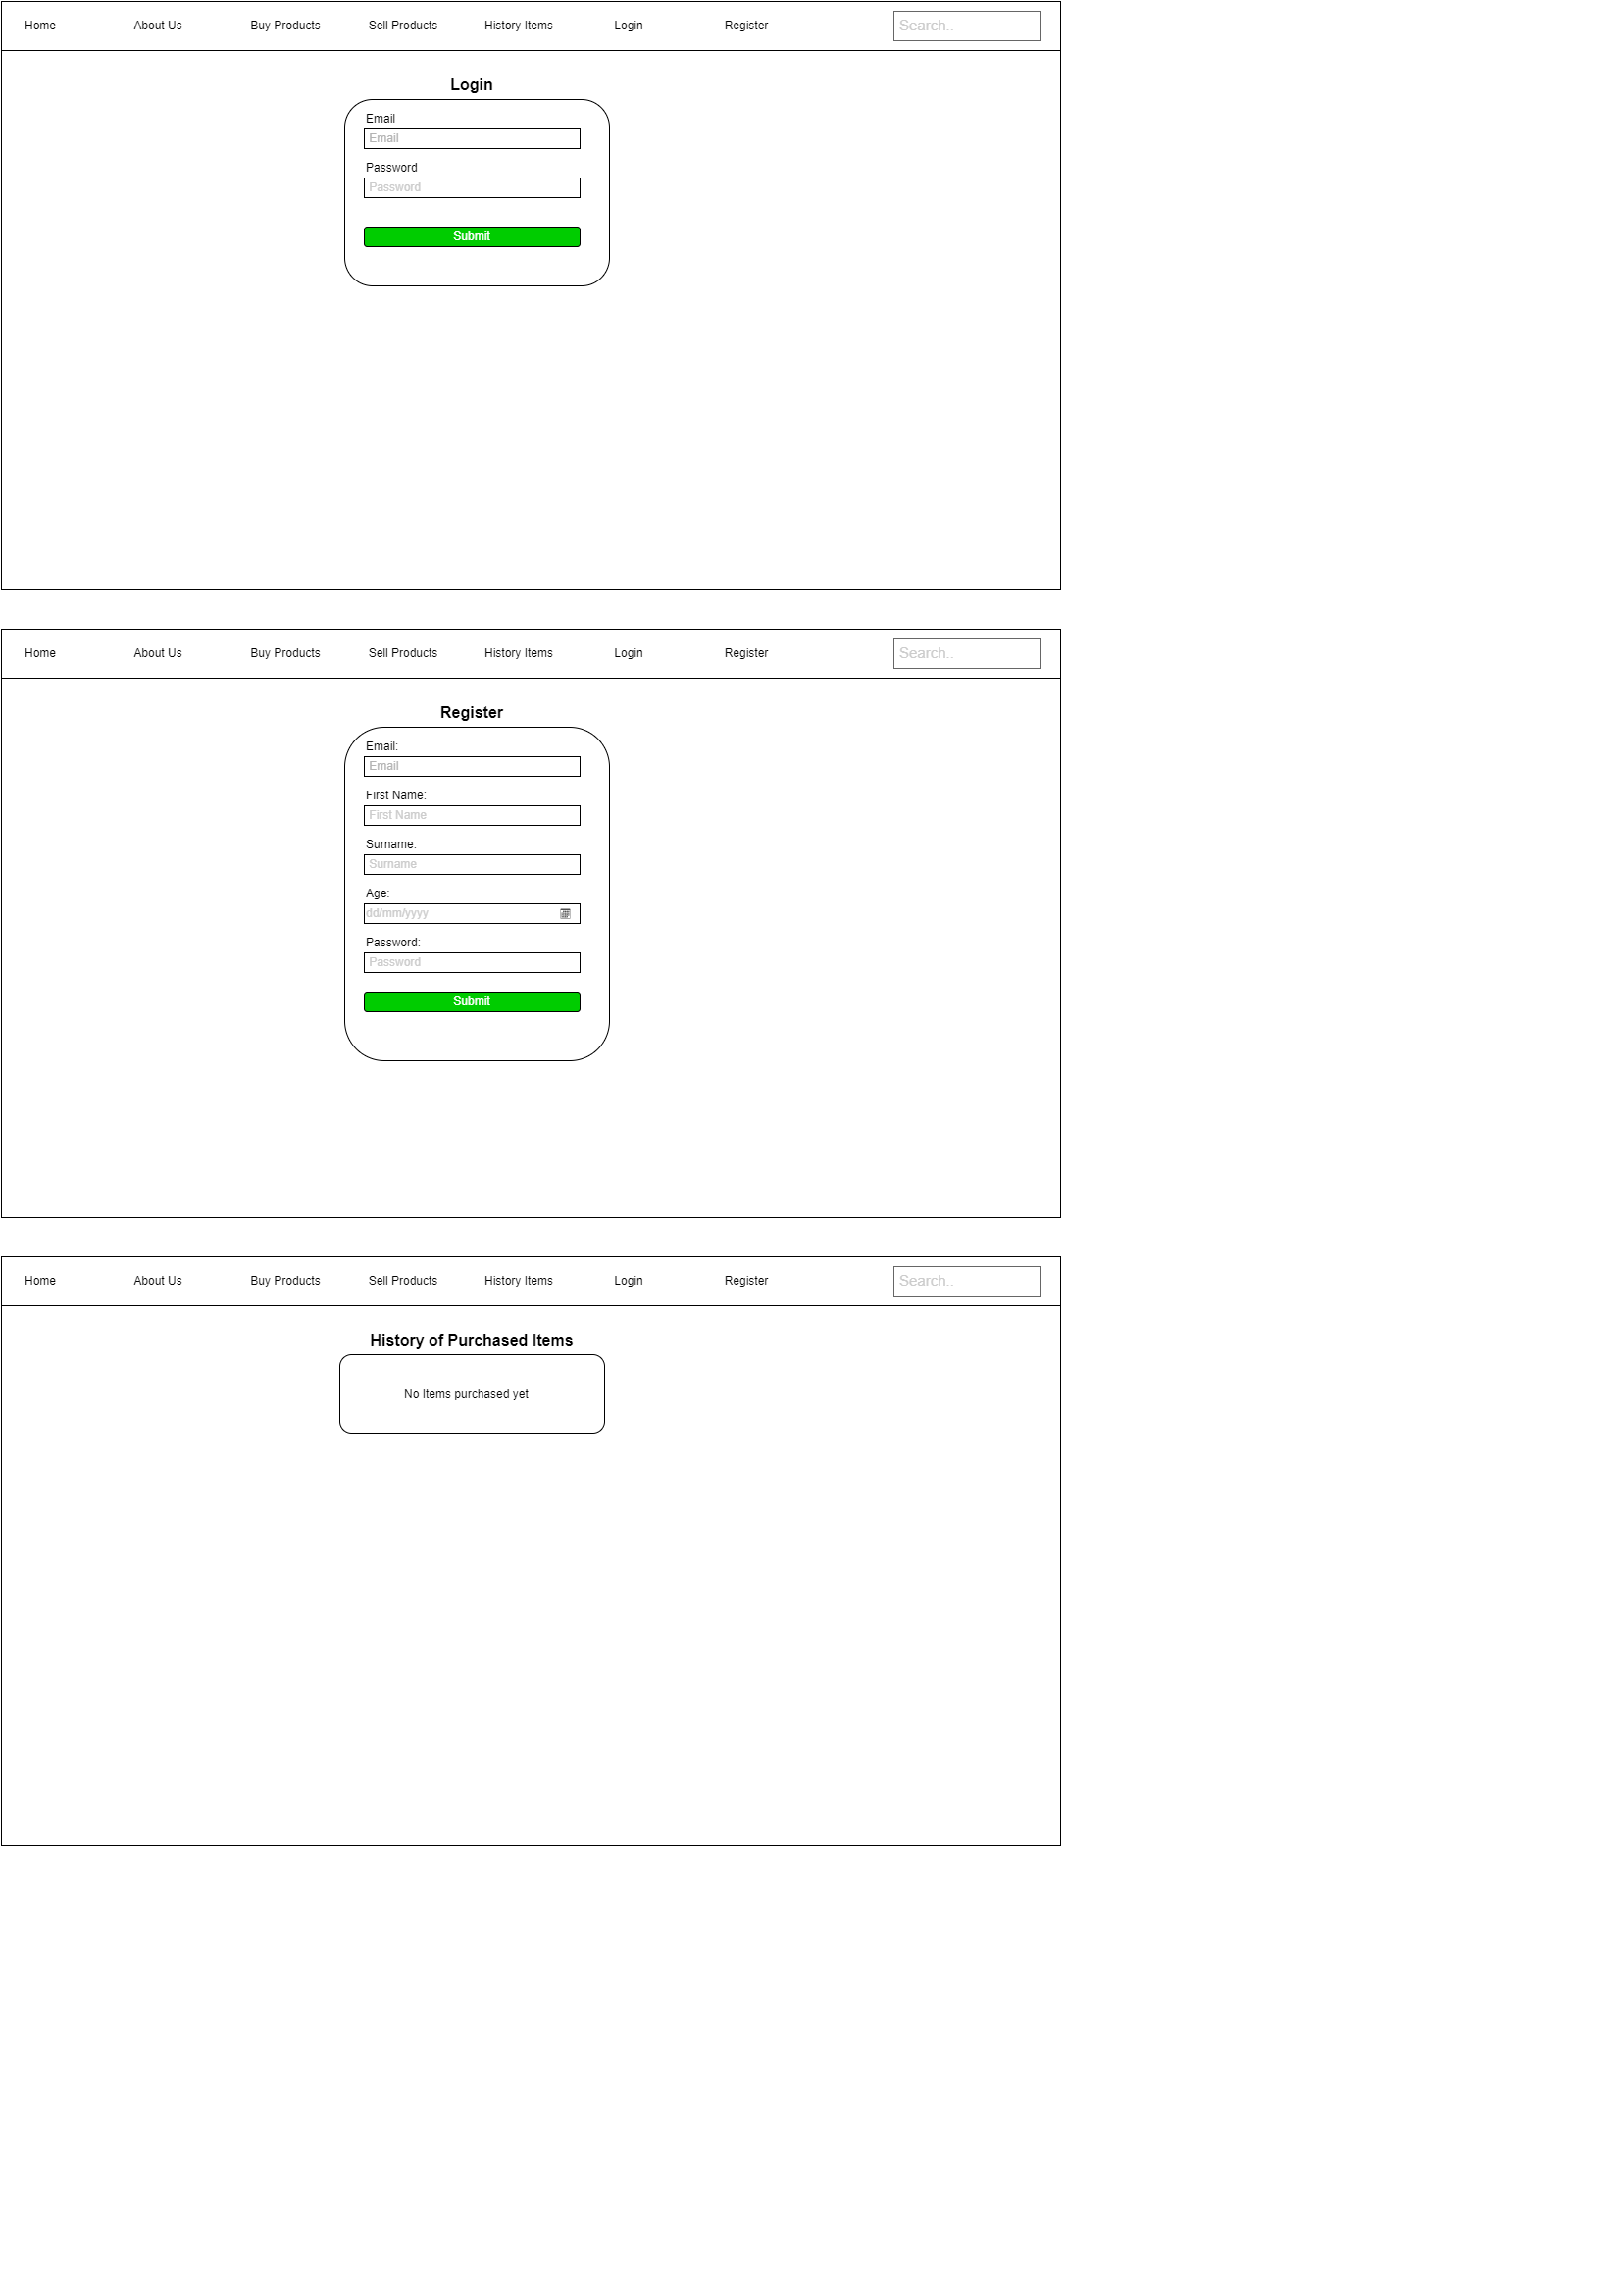 Home About Us Buy Products Sell Products History Items Login Register Search..
Login
Email
Email
Password
Password
Submit
Home About Us Buy Products Sell Products History Items Login Register Search..
Register
Email:
Email
First Name:
First Name
Surname:
Surname
Age:
dd/mm/yyyy
Password:
Password
Submit
Home About Us Buy Products Sell Products History Items Login Register Search..
History of Purchased Items
No Items purchased yet